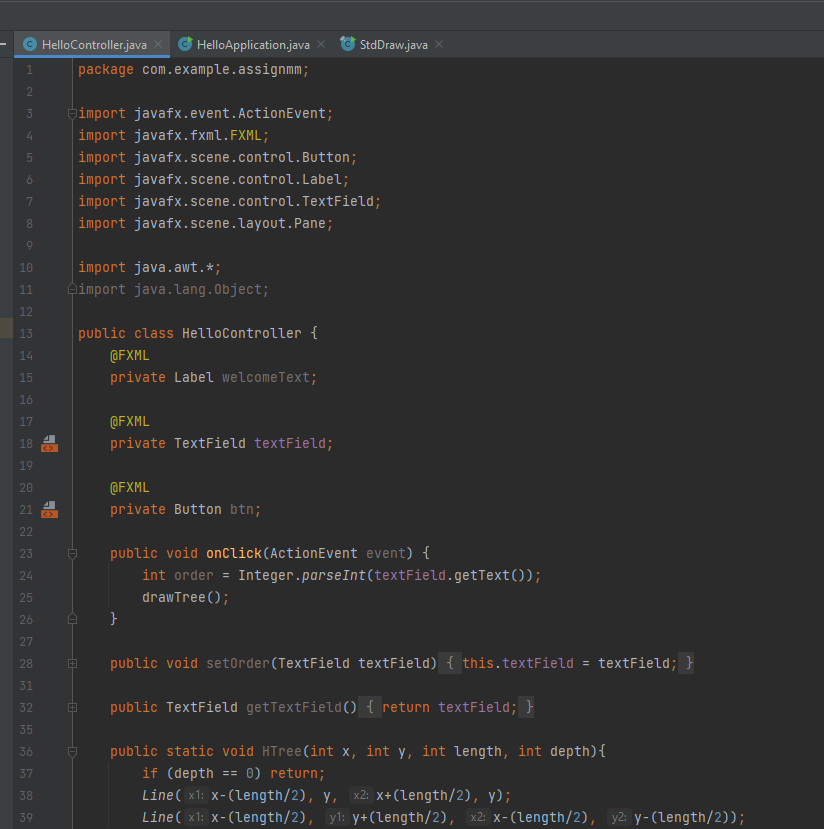 HelloController.java HelloApplication.java StdDraw.java
1 package com.example.assignmm;
2
3 import javafx.event.ActionEvent;
4 import javafx.fxml.FXML;
5 import javafx.scene.control.Button;
6 import javafx.scene.control.Label;
7 import javafx.scene.control.TextField;
8 import javafx.scene.layout.Pane;
9
10 import java.awt.*;
11 import java.lang.Object;
12
13 public class HelloController {
14 @FXML
15 private Label welcomeText;
16
17 @FXML
18 private TextField textField;
19
20 @FXML
21 private Button btn;
22
23 public void onClick(ActionEvent event) {
24 int order = Integer.parseInt(textField.getText());
25 drawTree();
26 }
27
28 public void setOrder(TextField textField) { this.textField = textField; }
31
32 public TextField getTextField() { return textField; }
35
36 public static void HTree(int x, int y, int length, int depth){
37 if (depth == 0) return;
38 Line( x1: x-(length/2), y, x2: x+(length/2), y);
39 Line( x1: x-(length/2), y1: y+(length/2), x2: x-(length/2), y2: y-(length/2));